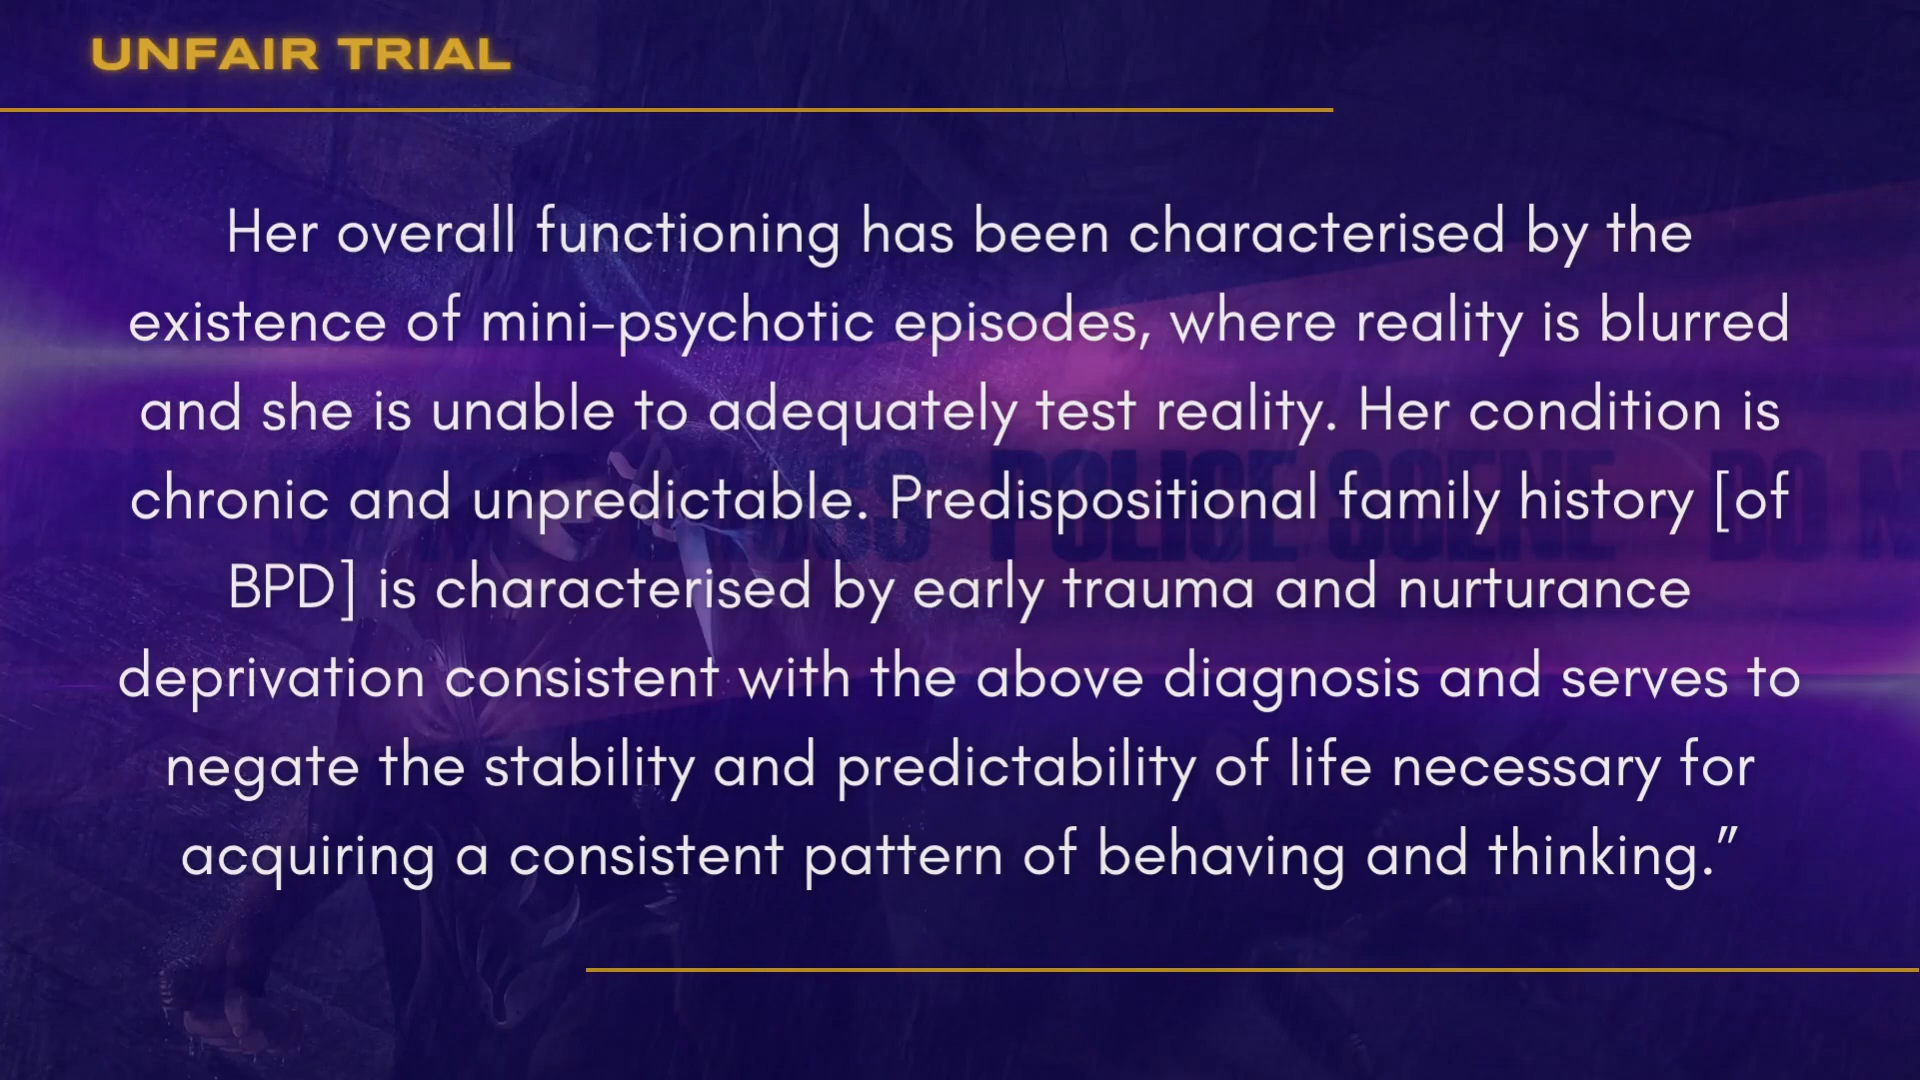 UNFAIR TRIAL
Her overall functioning has been characterised by the
existence of mini-psychotic episodes, where reality is blurred
and she is unable to adequately test reality. Her condition is
chronic and unpredictable. Predispositional family history [of
BPD] is characterised by early trauma and nurturance
deprivation consistent with the above diagnosis and serves to
negate the stability and predictability of life necessary for
acquiring a consistent pattern of behaving and thinking.”
POLICE SCENE DO N